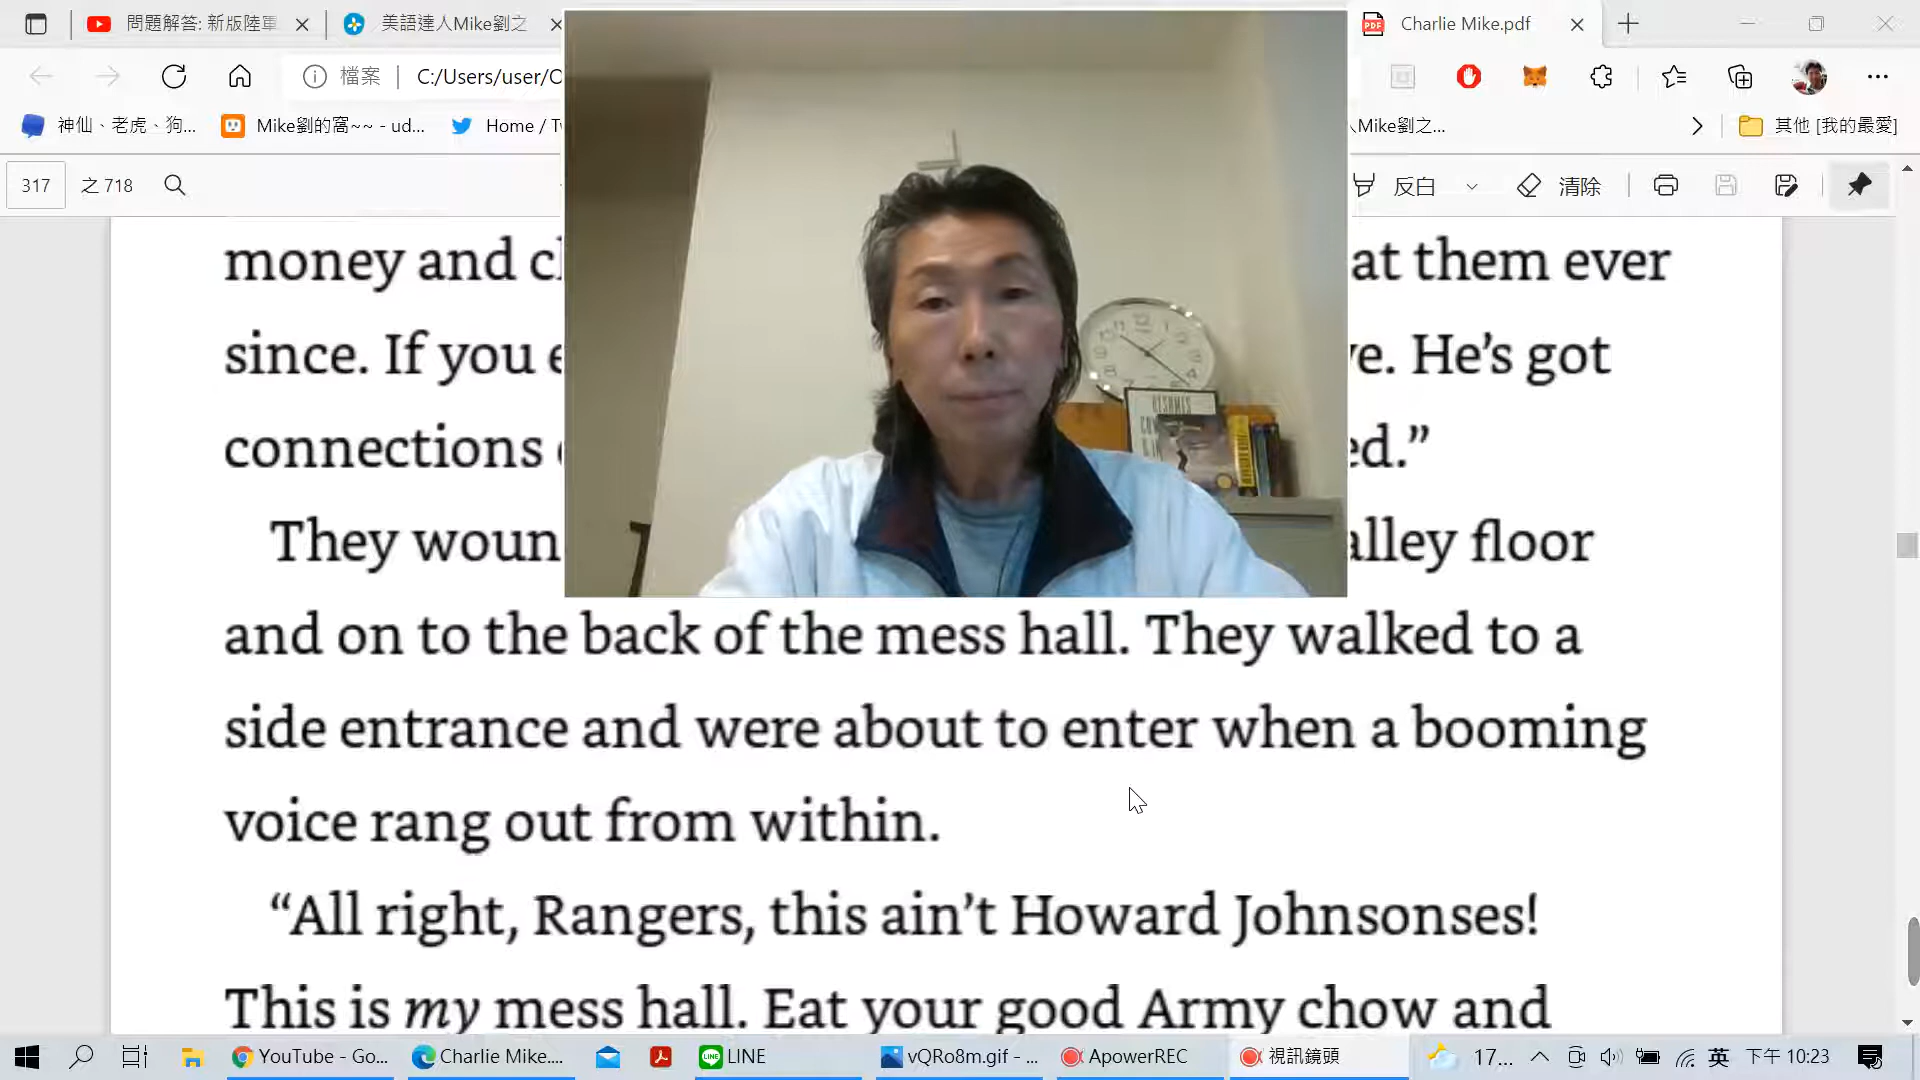 問題解答: 新版陸軍
美語達人Mike劉之
Charlie Mike.pdf
檔案
C:/Users/user/O
神仙、老虎、狗...
Mike劉的窩~~ - ud...
Home / Tw
Mike劉之...
其他 [我的最愛]
317
之 718
反白
清除
money and cl
at them ever
since. If you e
ve. He’s got
connections
ed.”
They woun
alley floor
and on to the back of the mess hall. They walked to a
side entrance and were about to enter when a booming
voice rang out from within.
“All right, Rangers, this ain’t Howard Johnsonses!
This is my mess hall. Eat your good Army chow and
YouTube - Go...
Charlie Mike....
LINE
vQRo8m.gif - ...
ApowerREC
視訊鏡頭
17...
英
下午 10:23